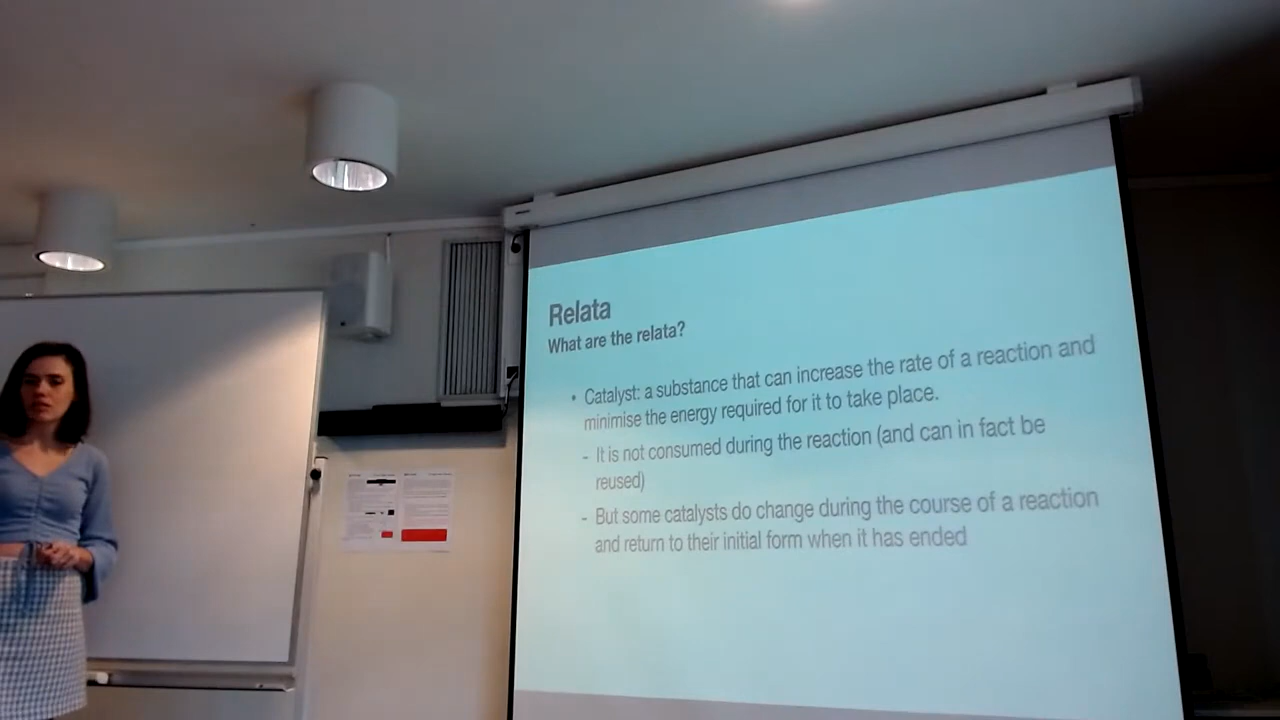 Relata
What are the relata?
• Catalyst: a substance that can increase the rate of a reaction and
minimise the energy required for it to take place.
- It is not consumed during the reaction (and can in fact be
reused)
- But some catalysts do change during the course of a reaction
and return to their initial form when it has ended